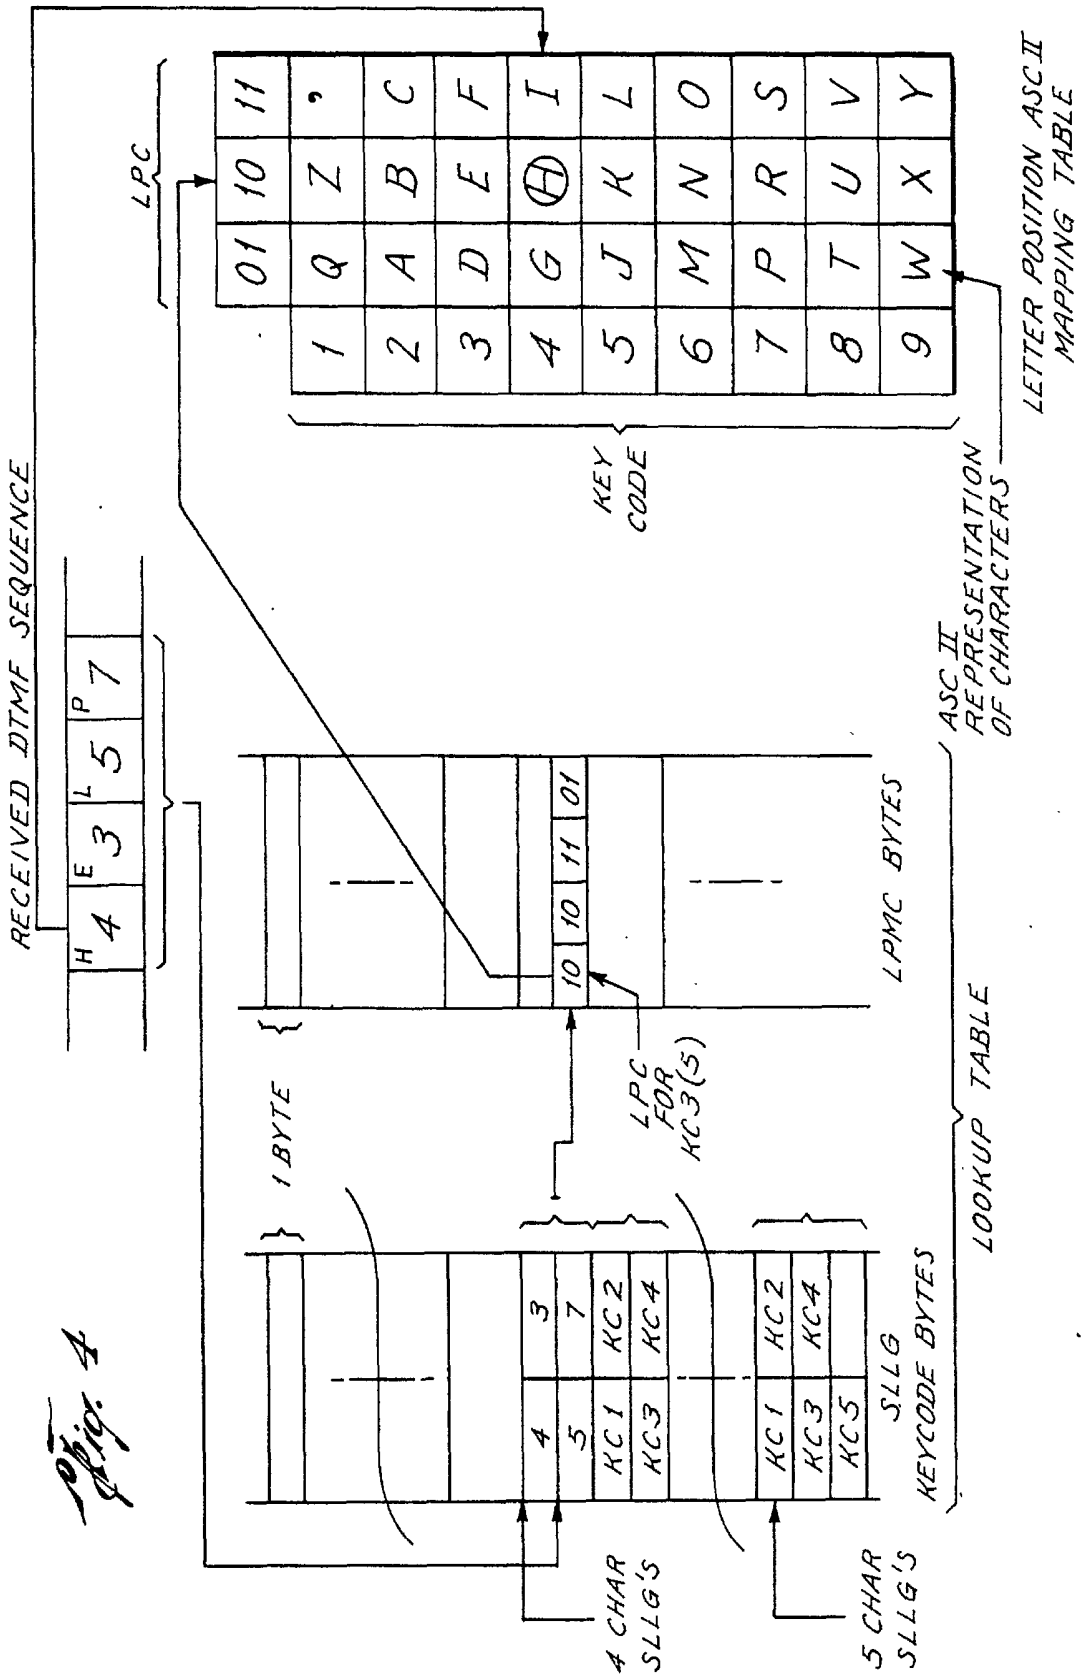 Fig. 4
RECEIVED DTMF SEQUENCE
H E L P
4 3 5 7
1 BYTE
4 3
5 7
KC1 KC2
KC3 KC4
KC1 KC2
KC3 KC4
KC5
4 CHAR
SLLG'S
5 CHAR
SLLG'S
SLLG
KEYCODE BYTES
10 10 11 01
LPC
FOR
KC3(5)
LPMC BYTES
LOOKUP TABLE
LPC
01 10 11
1 Q Z ,
2 A B C
3 D E F
4 G H I
5 J K L
6 M N O
7 P R S
8 T U V
9 W X Y
KEY
CODE
ASC II
REPRESENTATION
OF CHARACTERS
LETTER POSITION ASC II
MAPPING TABLE